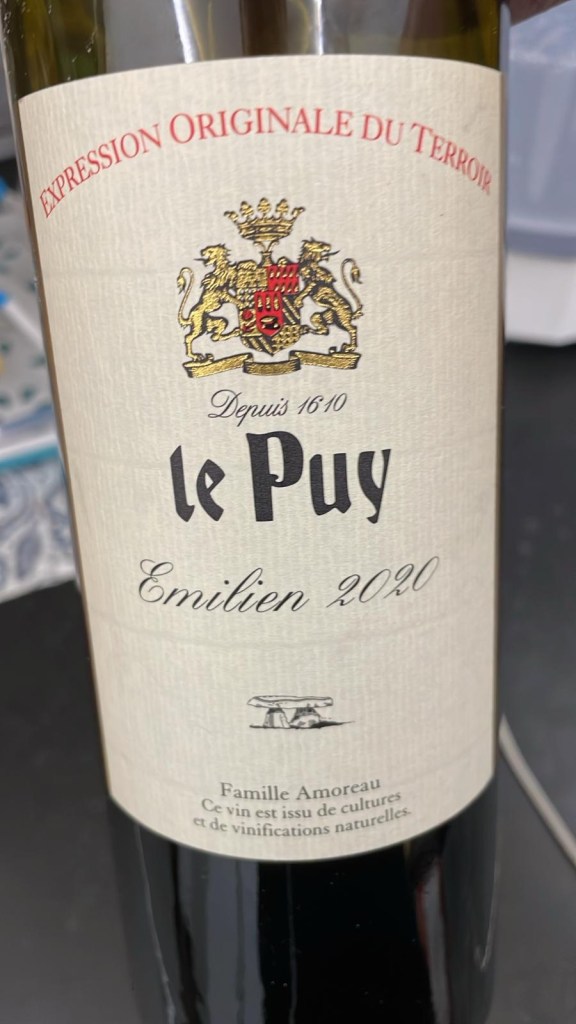 EXPRESSION ORIGINALE DU TERROIR
Depuis 1610
le Puy
Emilien 2020
Famille Amoreau
Ce vin est issu de cultures
et de vinifications naturelles.